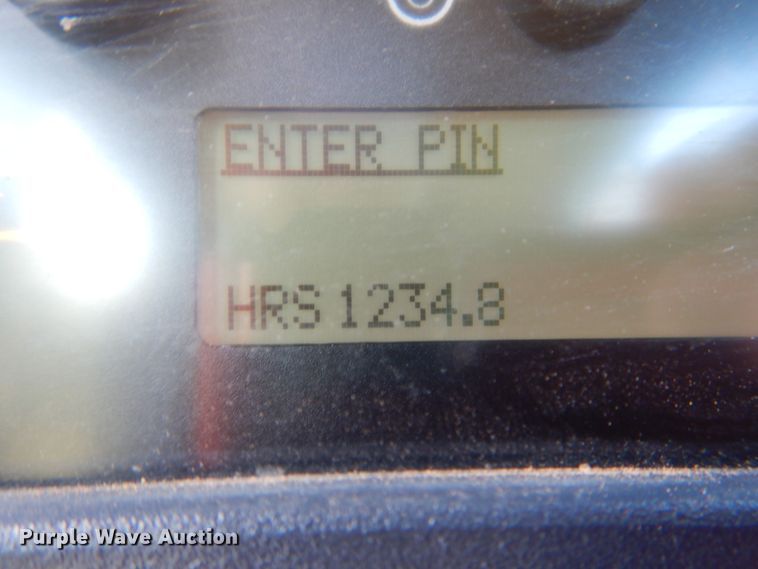 ENTER PIN
HRS 1234.8
Purple Wave Auction